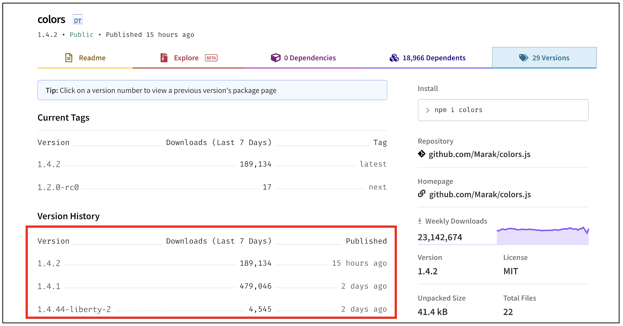 colors DT
1.4.2 • Public • Published 15 hours ago
Readme
Explore BETA
0 Dependencies
18,966 Dependents
29 Versions
Tip: Click on a version number to view a previous version's package page
Current Tags
Version Downloads (Last 7 Days) Tag
1.4.2 189,134 latest
1.2.0-rc0 17 next
Version History
Version Downloads (Last 7 Days) Published
1.4.2 189,134 15 hours ago
1.4.1 479,046 2 days ago
1.4.44-liberty-2 4,545 2 days ago
Install
> npm i colors
Repository
github.com/Marak/colors.js
Homepage
github.com/Marak/colors.js
Weekly Downloads
23,142,674
Version License
1.4.2 MIT
Unpacked Size Total Files
41.4 kB 22